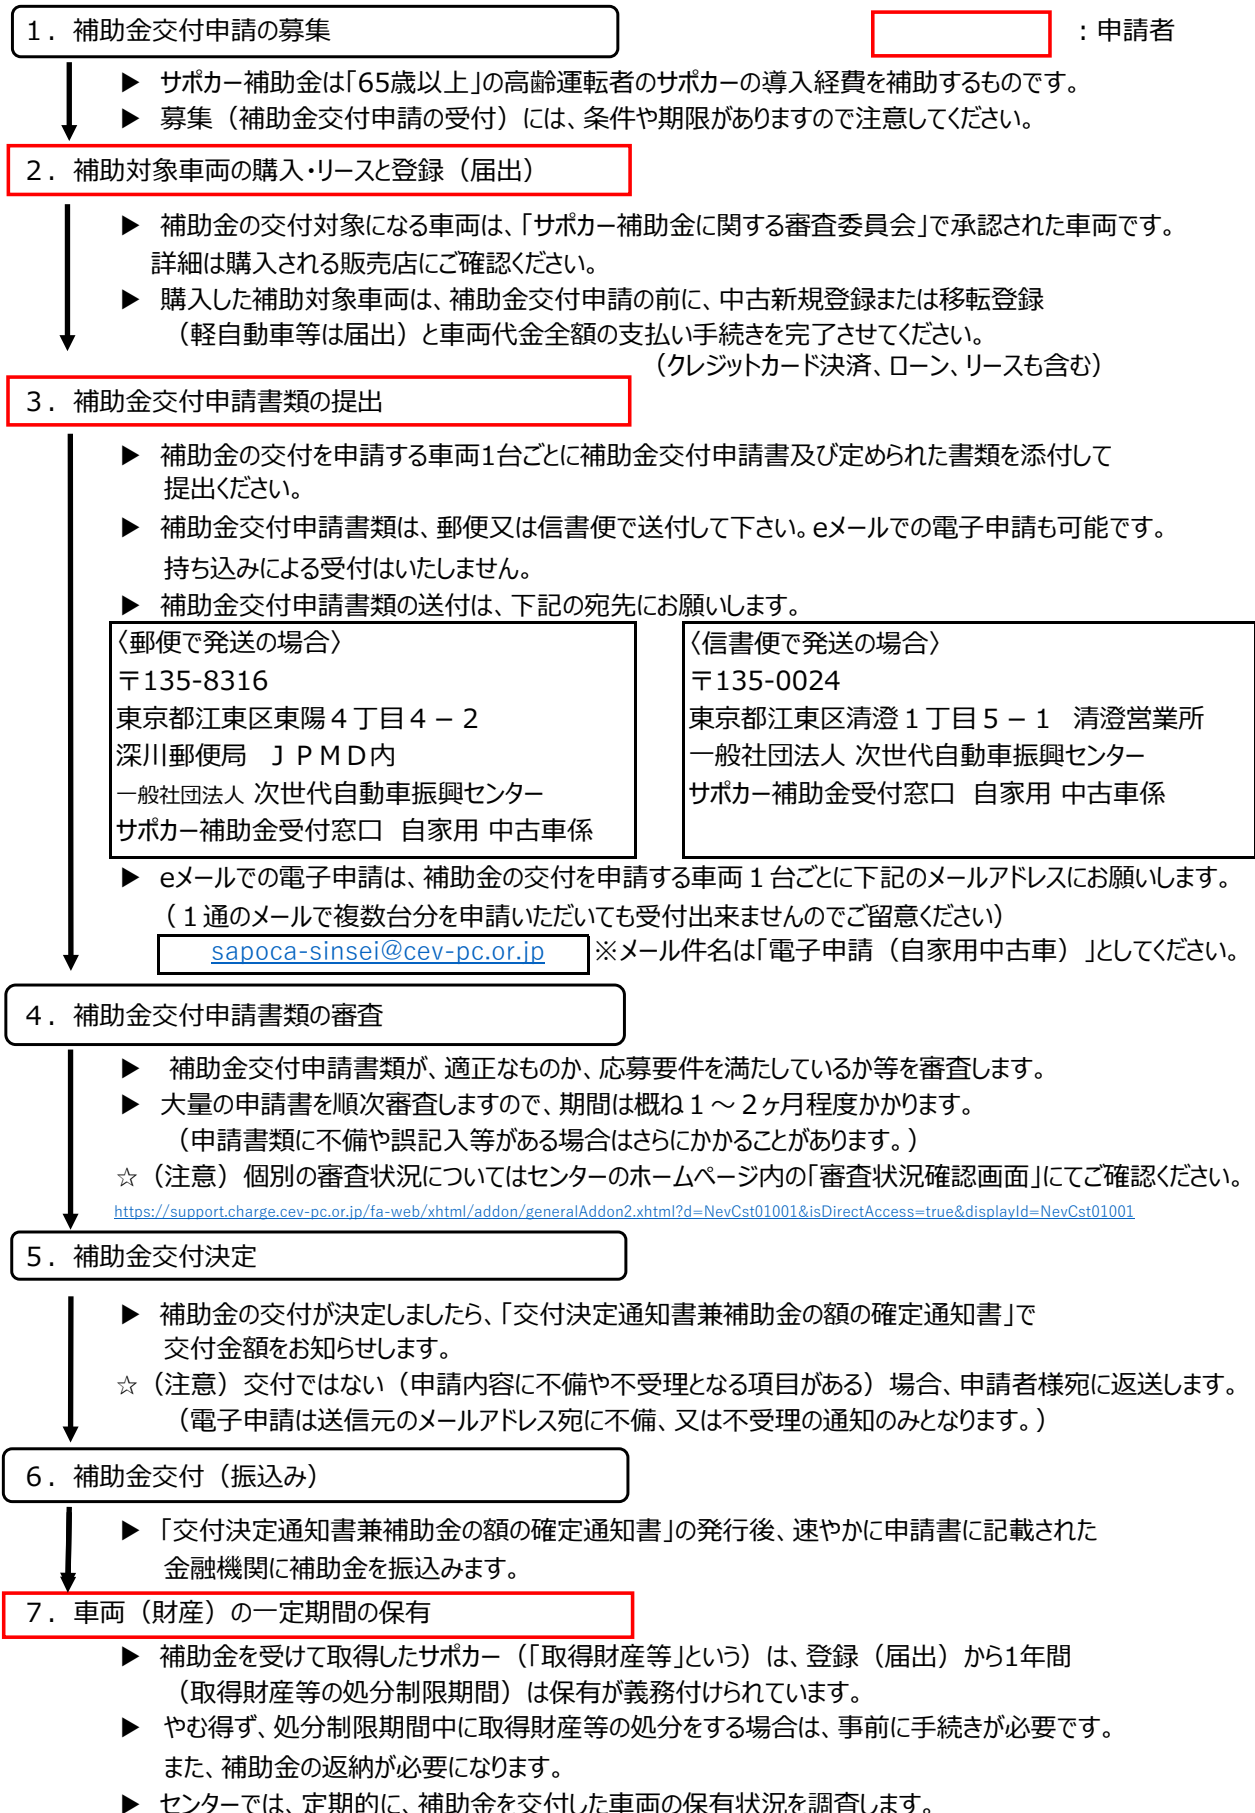 1．補助金交付申請の募集
：申請者
▶ サポカー補助金は「65歳以上」の高齢運転者のサポカーの導入経費を補助するものです。
▶ 募集（補助金交付申請の受付）には、条件や期限がありますので注意してください。
2．補助対象車両の購入・リースと登録（届出）
▶ 補助金の交付対象になる車両は、「サポカー補助金に関する審査委員会」で承認された車両です。
詳細は購入される販売店にご確認ください。
▶ 購入した補助対象車両は、補助金交付申請の前に、中古新規登録または移転登録
（軽自動車等は届出）と車両代金全額の支払い手続きを完了させてください。
（クレジットカード決済、ローン、リースも含む）
3．補助金交付申請書類の提出
▶ 補助金の交付を申請する車両1台ごとに補助金交付申請書及び定められた書類を添付して
提出ください。
▶ 補助金交付申請書類は、郵便又は信書便で送付して下さい。eメールでの電子申請も可能です。
持ち込みによる受付はいたしません。
▶ 補助金交付申請書類の送付は、下記の宛先にお願いします。
〈郵便で発送の場合〉
〒135-8316
東京都江東区東陽４丁目４－２
深川郵便局　ＪＰＭＤ内
一般社団法人 次世代自動車振興センター
サポカー補助金受付窓口　自家用 中古車係
〈信書便で発送の場合〉
〒135-0024
東京都江東区清澄１丁目５－１　清澄営業所
一般社団法人 次世代自動車振興センター
サポカー補助金受付窓口　自家用 中古車係
▶ eメールでの電子申請は、補助金の交付を申請する車両１台ごとに下記のメールアドレスにお願いします。
（１通のメールで複数台分を申請いただいても受付出来ませんのでご留意ください）
sapoca-sinsei@cev-pc.or.jp ※メール件名は「電子申請（自家用中古車）」としてください。
4．補助金交付申請書類の審査
▶ 補助金交付申請書類が、適正なものか、応募要件を満たしているか等を審査します。
▶ 大量の申請書を順次審査しますので、期間は概ね１～２ヶ月程度かかります。
（申請書類に不備や誤記入等がある場合はさらにかかることがあります。）
☆（注意）個別の審査状況についてはセンターのホームページ内の「審査状況確認画面」にてご確認ください。
https://support.charge.cev-pc.or.jp/fa-web/xhtml/addon/generalAddon2.xhtml?d=NevCst01001&isDirectAccess=true&displayId=NevCst01001
5．補助金交付決定
▶ 補助金の交付が決定しましたら、「交付決定通知書兼補助金の額の確定通知書」で
交付金額をお知らせします。
☆（注意）交付ではない（申請内容に不備や不受理となる項目がある）場合、申請者様宛に返送します。
（電子申請は送信元のメールアドレス宛に不備、又は不受理の通知のみとなります。）
6．補助金交付（振込み）
▶ 「交付決定通知書兼補助金の額の確定通知書」の発行後、速やかに申請書に記載された
金融機関に補助金を振込みます。
7．車両（財産）の一定期間の保有
▶ 補助金を受けて取得したサポカー（「取得財産等」という）は、登録（届出）から1年間
（取得財産等の処分制限期間）は保有が義務付けられています。
▶ やむ得ず、処分制限期間中に取得財産等の処分をする場合は、事前に手続きが必要です。
また、補助金の返納が必要になります。
▶ センターでは、定期的に、補助金を交付した車両の保有状況を調査します。